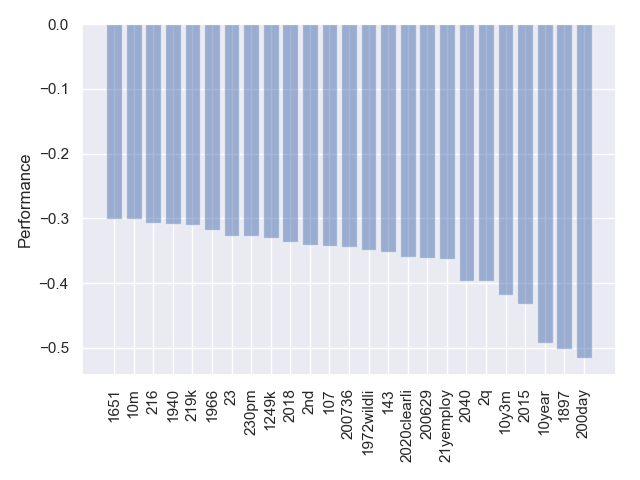 0.0
−0.1
−0.2
−0.3
−0.4
−0.5
Performance
1651
10m
216
1940
219k
1966
23
230pm
1249k
2018
2nd
107
200736
1972wildli
143
2020clearli
200629
21yemploy
2040
2q
10y3m
2015
10year
1897
200day